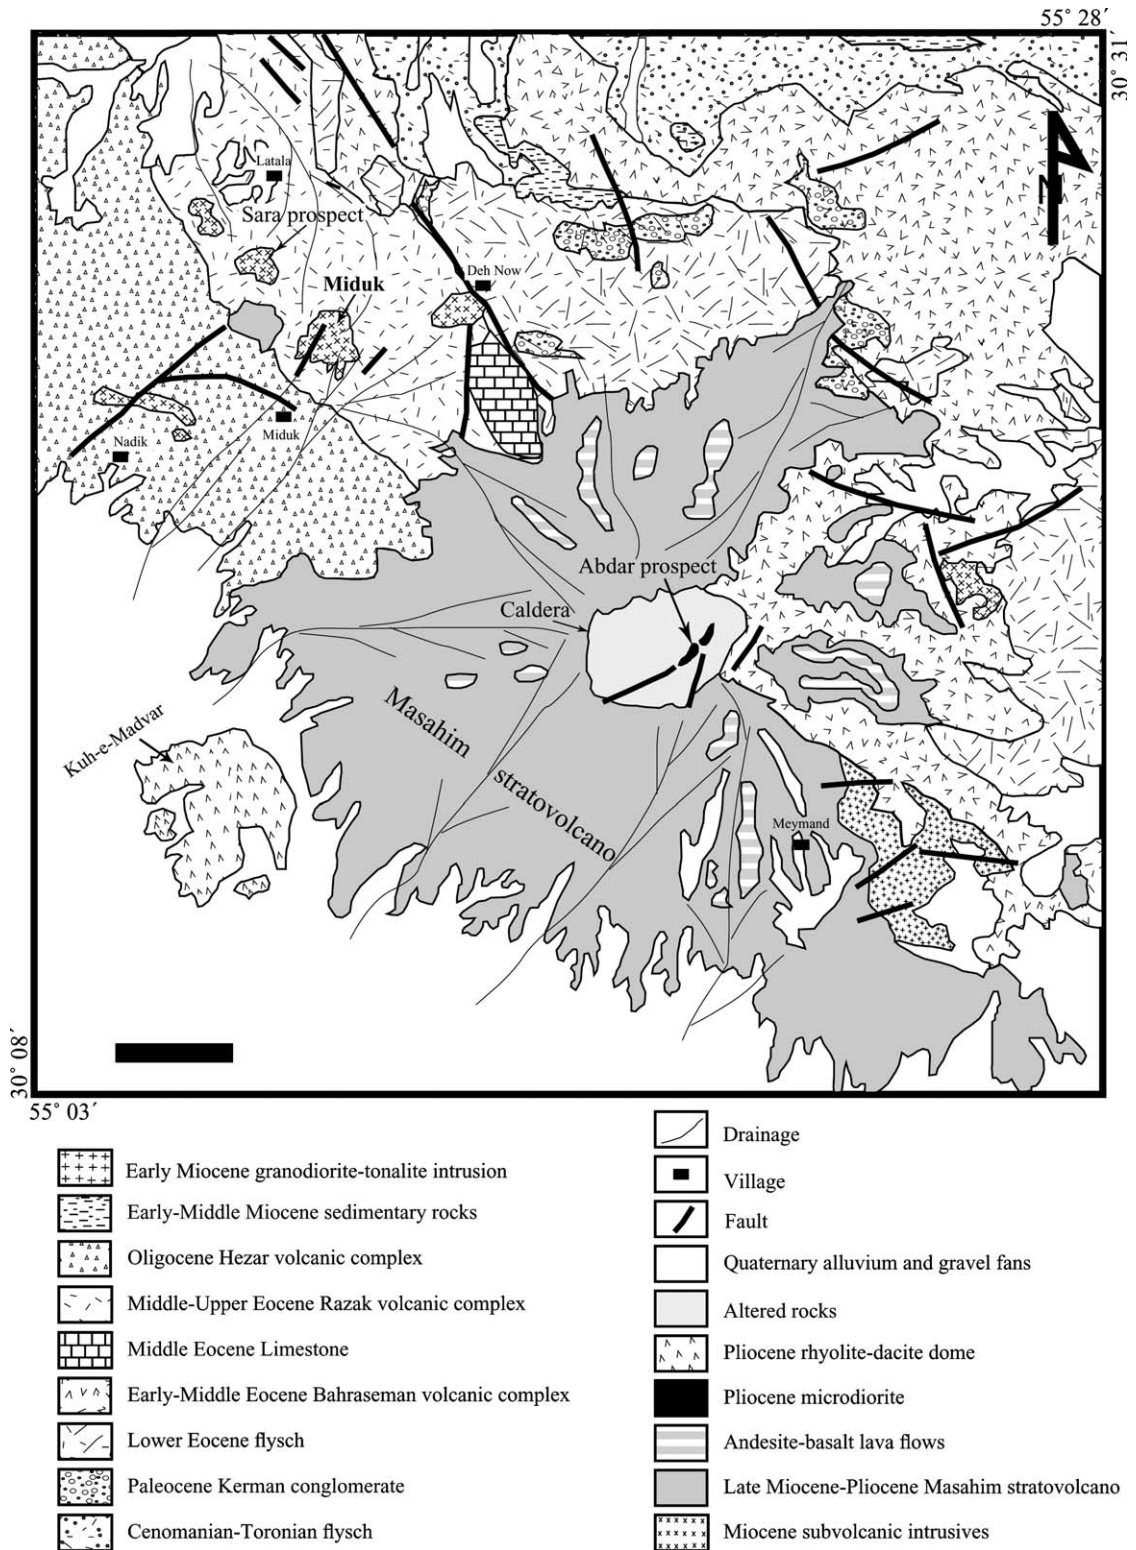 55˚ 28´
30˚ 31´
N
Latala
Sara prospect
Deh Now
Miduk
Miduk
Nadik
Abdar prospect
Caldera
Masahim
stratovolcano
Kuh-e-Madvar
Meymand
30˚ 08´
55˚ 03´
Early Miocene granodiorite-tonalite intrusion
Early-Middle Miocene sedimentary rocks
Oligocene Hezar volcanic complex
Middle-Upper Eocene Razak volcanic complex
Middle Eocene Limestone
Early-Middle Eocene Bahraseman volcanic complex
Lower Eocene flysch
Paleocene Kerman conglomerate
Cenomanian-Toronian flysch
Drainage
Village
Fault
Quaternary alluvium and gravel fans
Altered rocks
Pliocene rhyolite-dacite dome
Pliocene microdiorite
Andesite-basalt lava flows
Late Miocene-Pliocene Masahim stratovolcano
Miocene subvolcanic intrusives